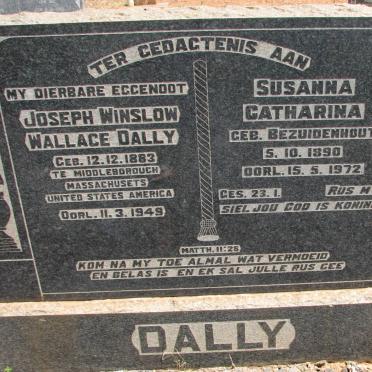 TER GEDACTENIS AAN
MY DIERBARE EGGENOOT
JOSEPH WINSLOW
WALLACE DALLY
GEB. 12.12.1883
TE MIDDLEBOROUGH
MASSACHUSETS
UNITED STATES AMERICA
OORL. 11.3.1949
SUSANNA
CATHARINA
GEB. BEZUIDENHOUT
5.10.1890
OORL. 15.5.1972
GES. 23.1. RUS M
SIEL JOU GOD IS KONIN
MATTH. 11:28
KOM NA MY TOE ALMAL WAT VERMOEID
EN BELAS IS EN EK SAL JULLE RUS GEE
DALLY